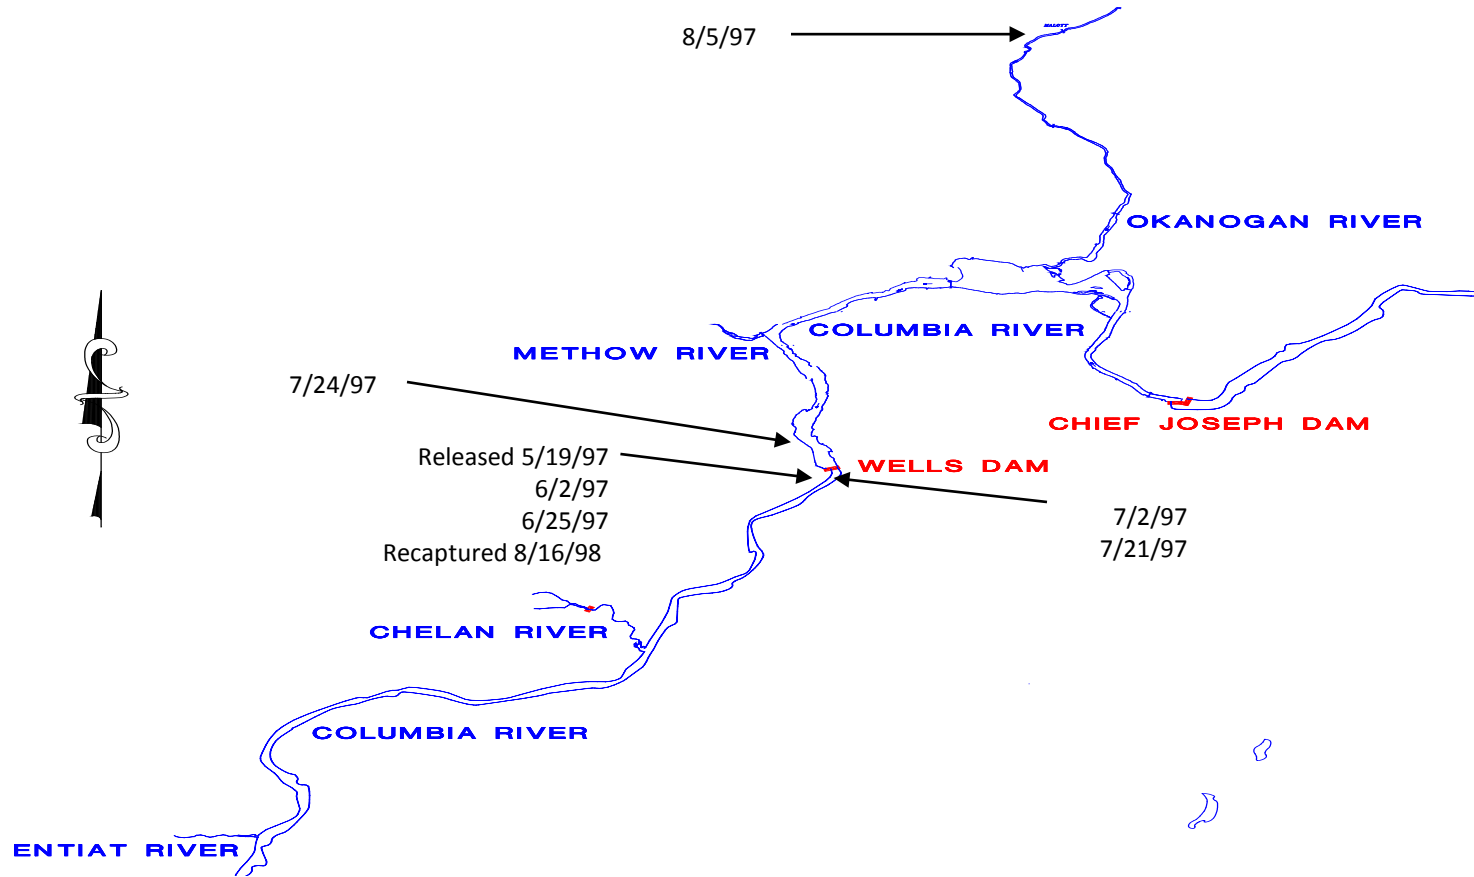 MALOTT
8/5/97
OKANOGAN RIVER
COLUMBIA RIVER
METHOW RIVER
7/24/97
CHIEF JOSEPH DAM
Released 5/19/97
6/2/97
6/25/97
Recaptured 8/16/98
WELLS DAM
7/2/97
7/21/97
CHELAN RIVER
COLUMBIA RIVER
ENTIAT RIVER